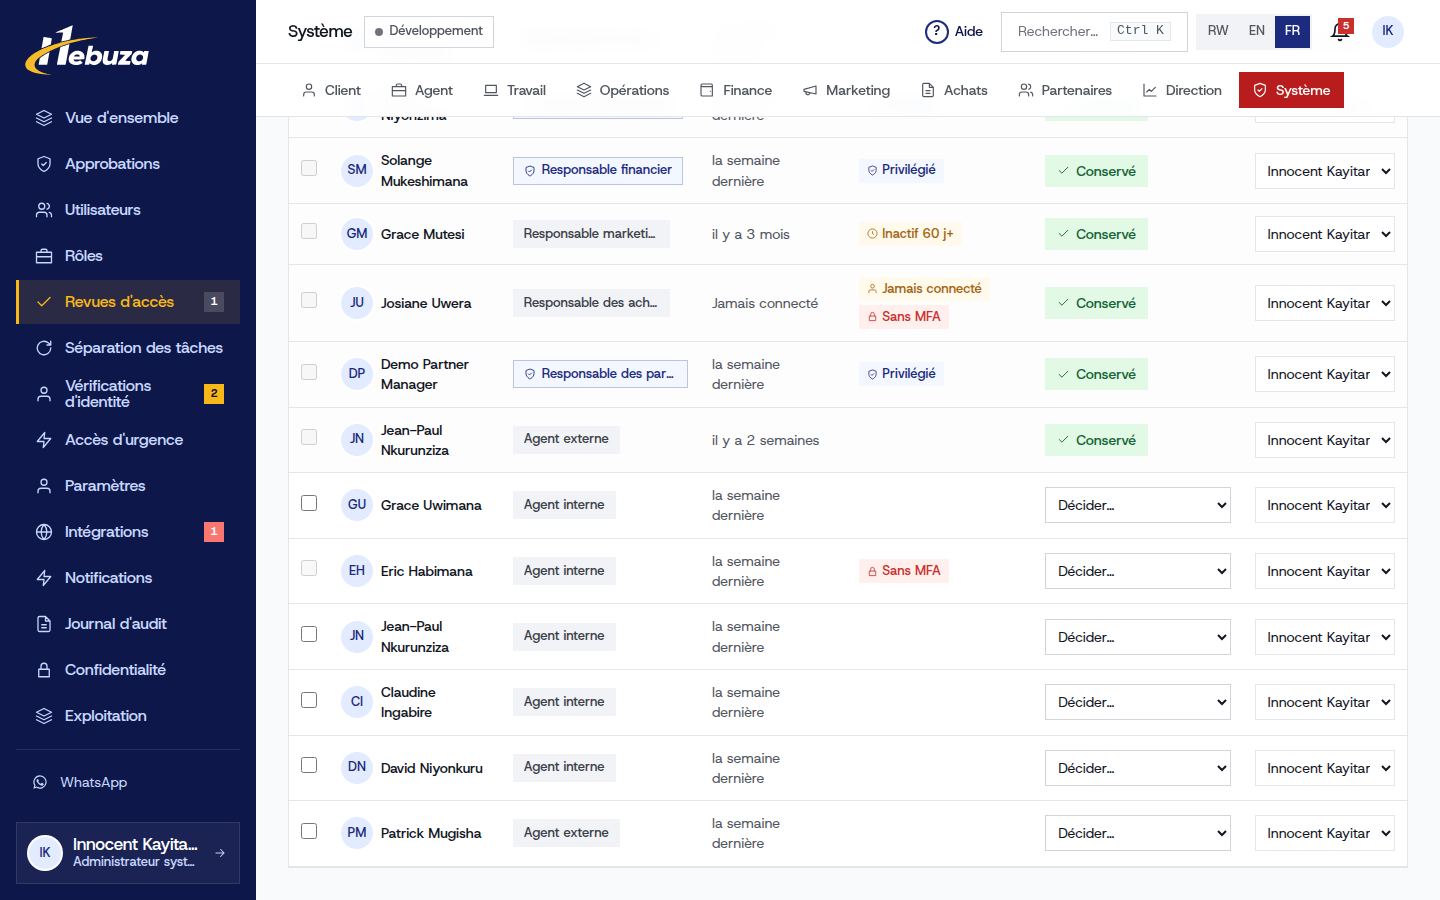 Hebuza
Système
Développement
Aide
Rechercher...
Ctrl K
RW
EN
FR
5
IK
Client
Agent
Travail
Opérations
Finance
Marketing
Achats
Partenaires
Direction
Système
Vue d'ensemble
Approbations
Utilisateurs
Rôles
Revues d'accès
1
Séparation des tâches
Vérifications
d'identité
2
Accès d'urgence
Paramètres
Intégrations
1
Notifications
Journal d'audit
Confidentialité
Exploitation
WhatsApp
IK
Innocent Kayita...
Administrateur syst...
Niyonzima
dernière
SM
Solange
Mukeshimana
Responsable financier
la semaine
dernière
Privilégié
Conservé
Innocent Kayitar
GM
Grace Mutesi
Responsable marketi...
il y a 3 mois
Inactif 60 j+
Conservé
Innocent Kayitar
JU
Josiane Uwera
Responsable des ach...
Jamais connecté
Jamais connecté
Sans MFA
Conservé
Innocent Kayitar
DP
Demo Partner
Manager
Responsable des par...
la semaine
dernière
Privilégié
Conservé
Innocent Kayitar
JN
Jean-Paul
Nkurunziza
Agent externe
il y a 2 semaines
Conservé
Innocent Kayitar
GU
Grace Uwimana
Agent interne
la semaine
dernière
Décider...
Innocent Kayitar
EH
Eric Habimana
Agent interne
la semaine
dernière
Sans MFA
Décider...
Innocent Kayitar
JN
Jean-Paul
Nkurunziza
Agent interne
la semaine
dernière
Décider...
Innocent Kayitar
CI
Claudine
Ingabire
Agent interne
la semaine
dernière
Décider...
Innocent Kayitar
DN
David Niyonkuru
Agent interne
la semaine
dernière
Décider...
Innocent Kayitar
PM
Patrick Mugisha
Agent externe
la semaine
dernière
Décider...
Innocent Kayitar